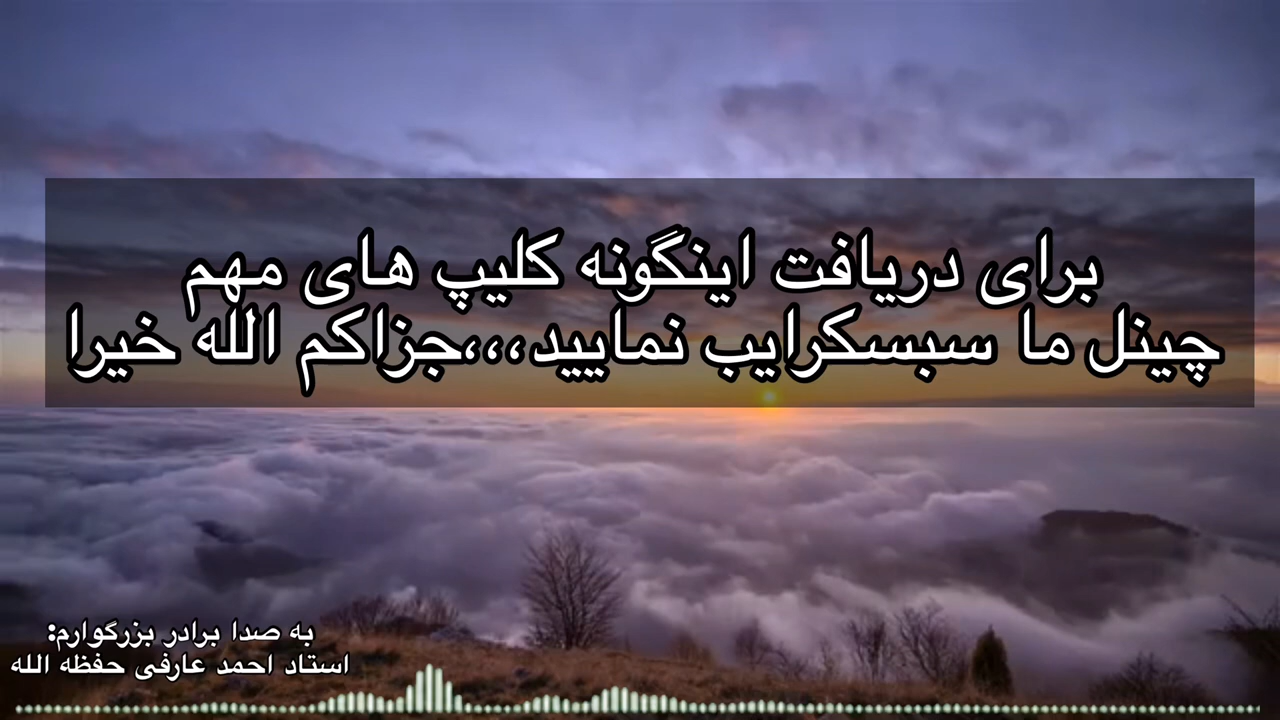 برای دریافت اینگونه کلیپ های مهم
چینل ما سبسکرایب نمایید،،،جزاکم الله خیرا
به صدا برادر بزرگوارم:
استاد احمد عارفی حفظه الله